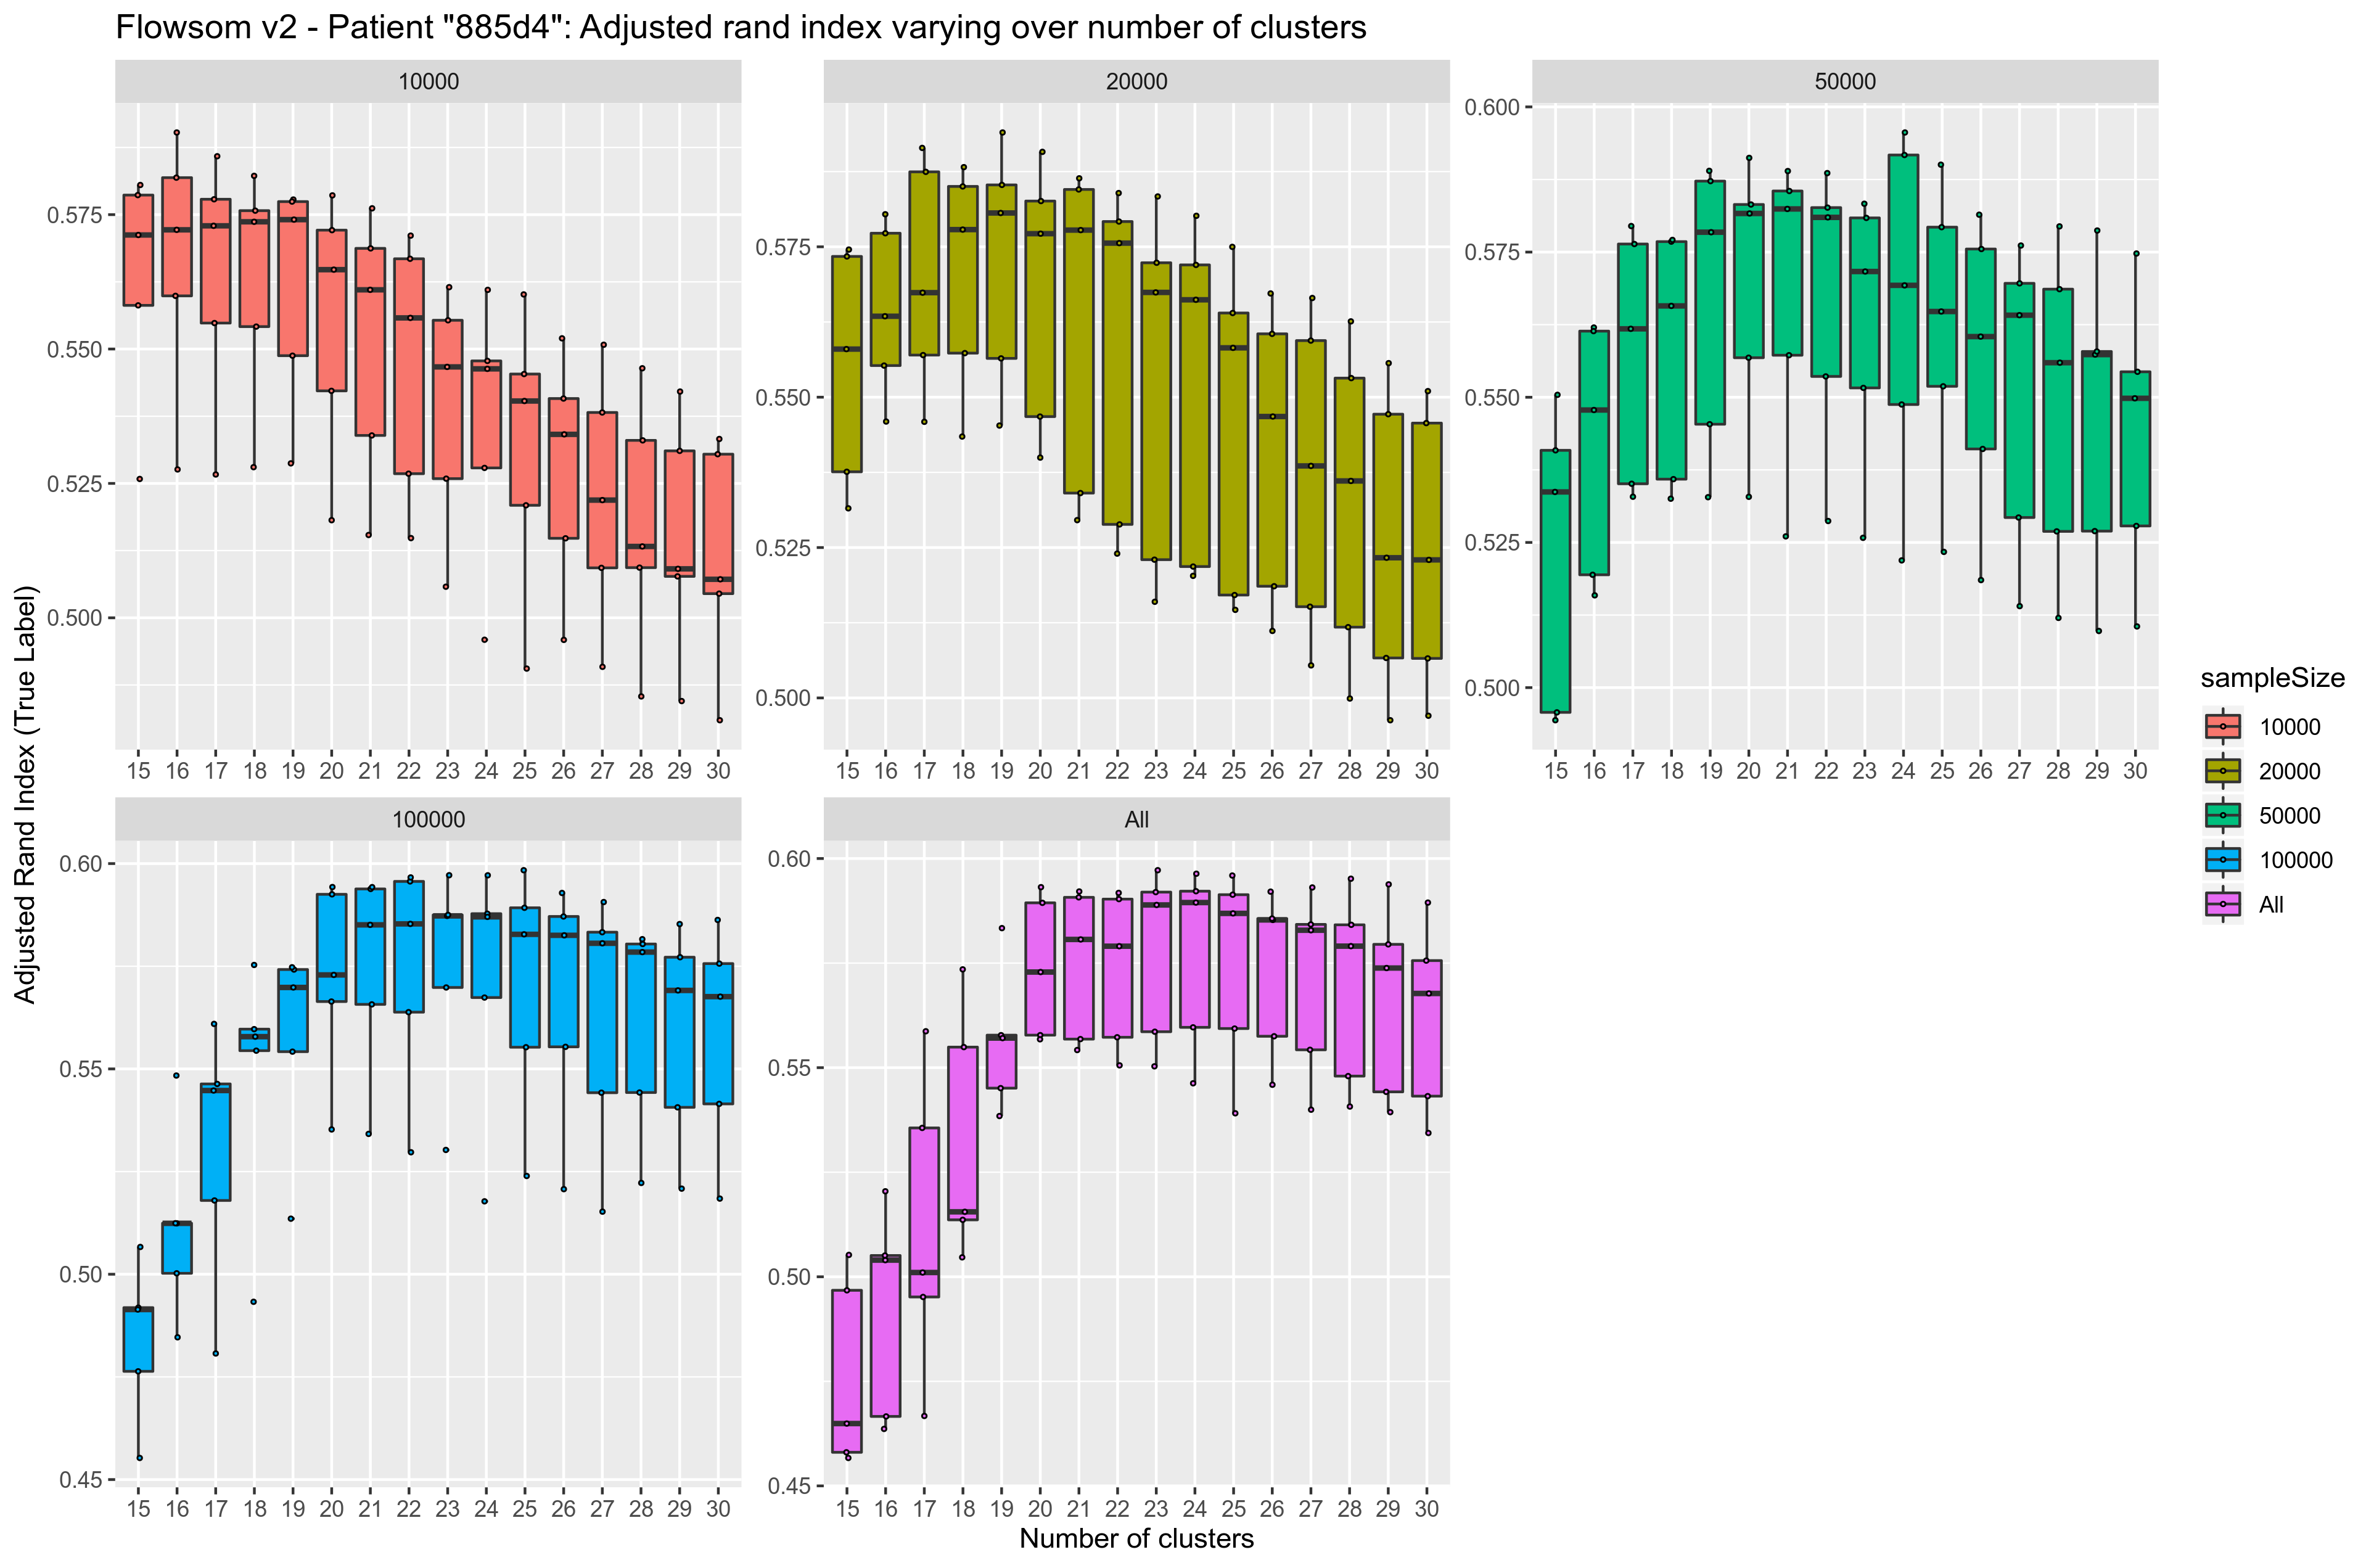 Flowsom v2 - Patient "885d4": Adjusted rand index varying over number of clusters
10000
20000
50000
0.575
0.550
0.525
0.500
0.575
0.550
0.525
0.500
0.600
0.575
0.550
0.525
0.500
15 16 17 18 19 20 21 22 23 24 25 26 27 28 29 30
15 16 17 18 19 20 21 22 23 24 25 26 27 28 29 30
15 16 17 18 19 20 21 22 23 24 25 26 27 28 29 30
Adjusted Rand Index (True Label)
100000
All
0.60
0.55
0.50
0.45
0.60
0.55
0.50
0.45
15 16 17 18 19 20 21 22 23 24 25 26 27 28 29 30
15 16 17 18 19 20 21 22 23 24 25 26 27 28 29 30
Number of clusters
sampleSize
10000
20000
50000
100000
All